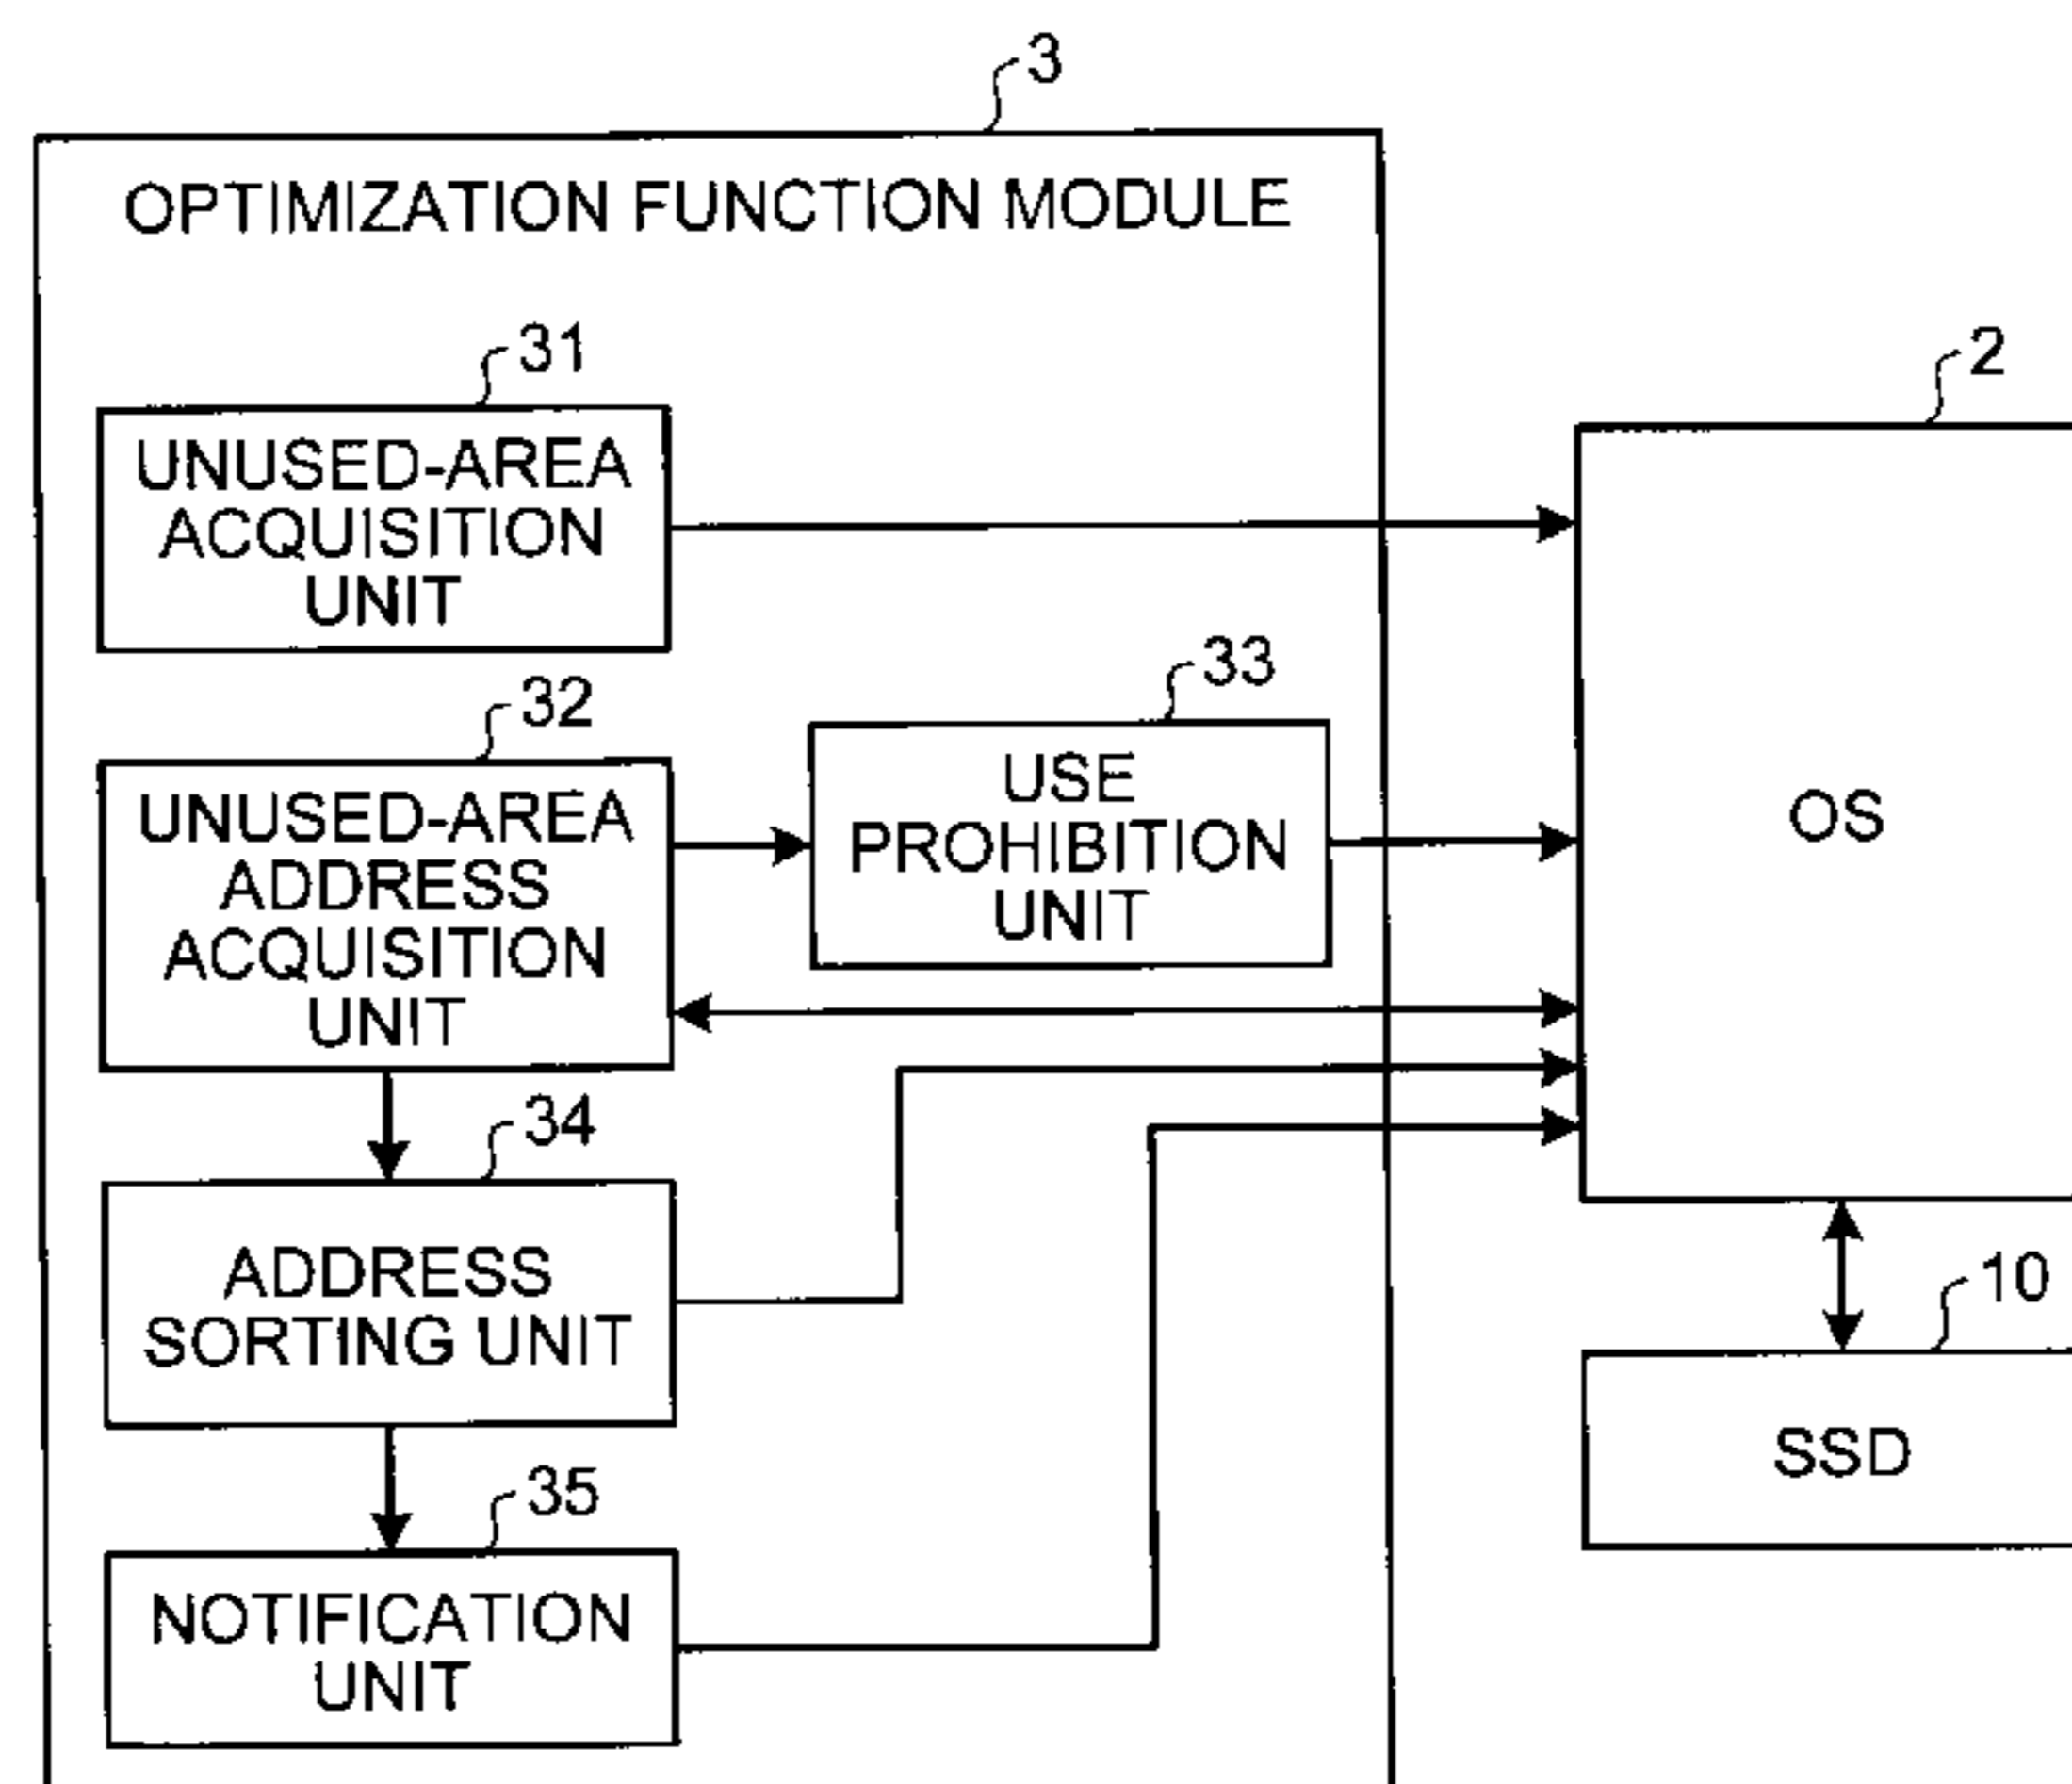 3
OPTIMIZATION FUNCTION MODULE
31
UNUSED-AREA
ACQUISITION
UNIT
2
OS
32
UNUSED-AREA
ADDRESS
ACQUISITION
UNIT
33
USE
PROHIBITION
UNIT
34
ADDRESS
SORTING UNIT
10
SSD
35
NOTIFICATION
UNIT